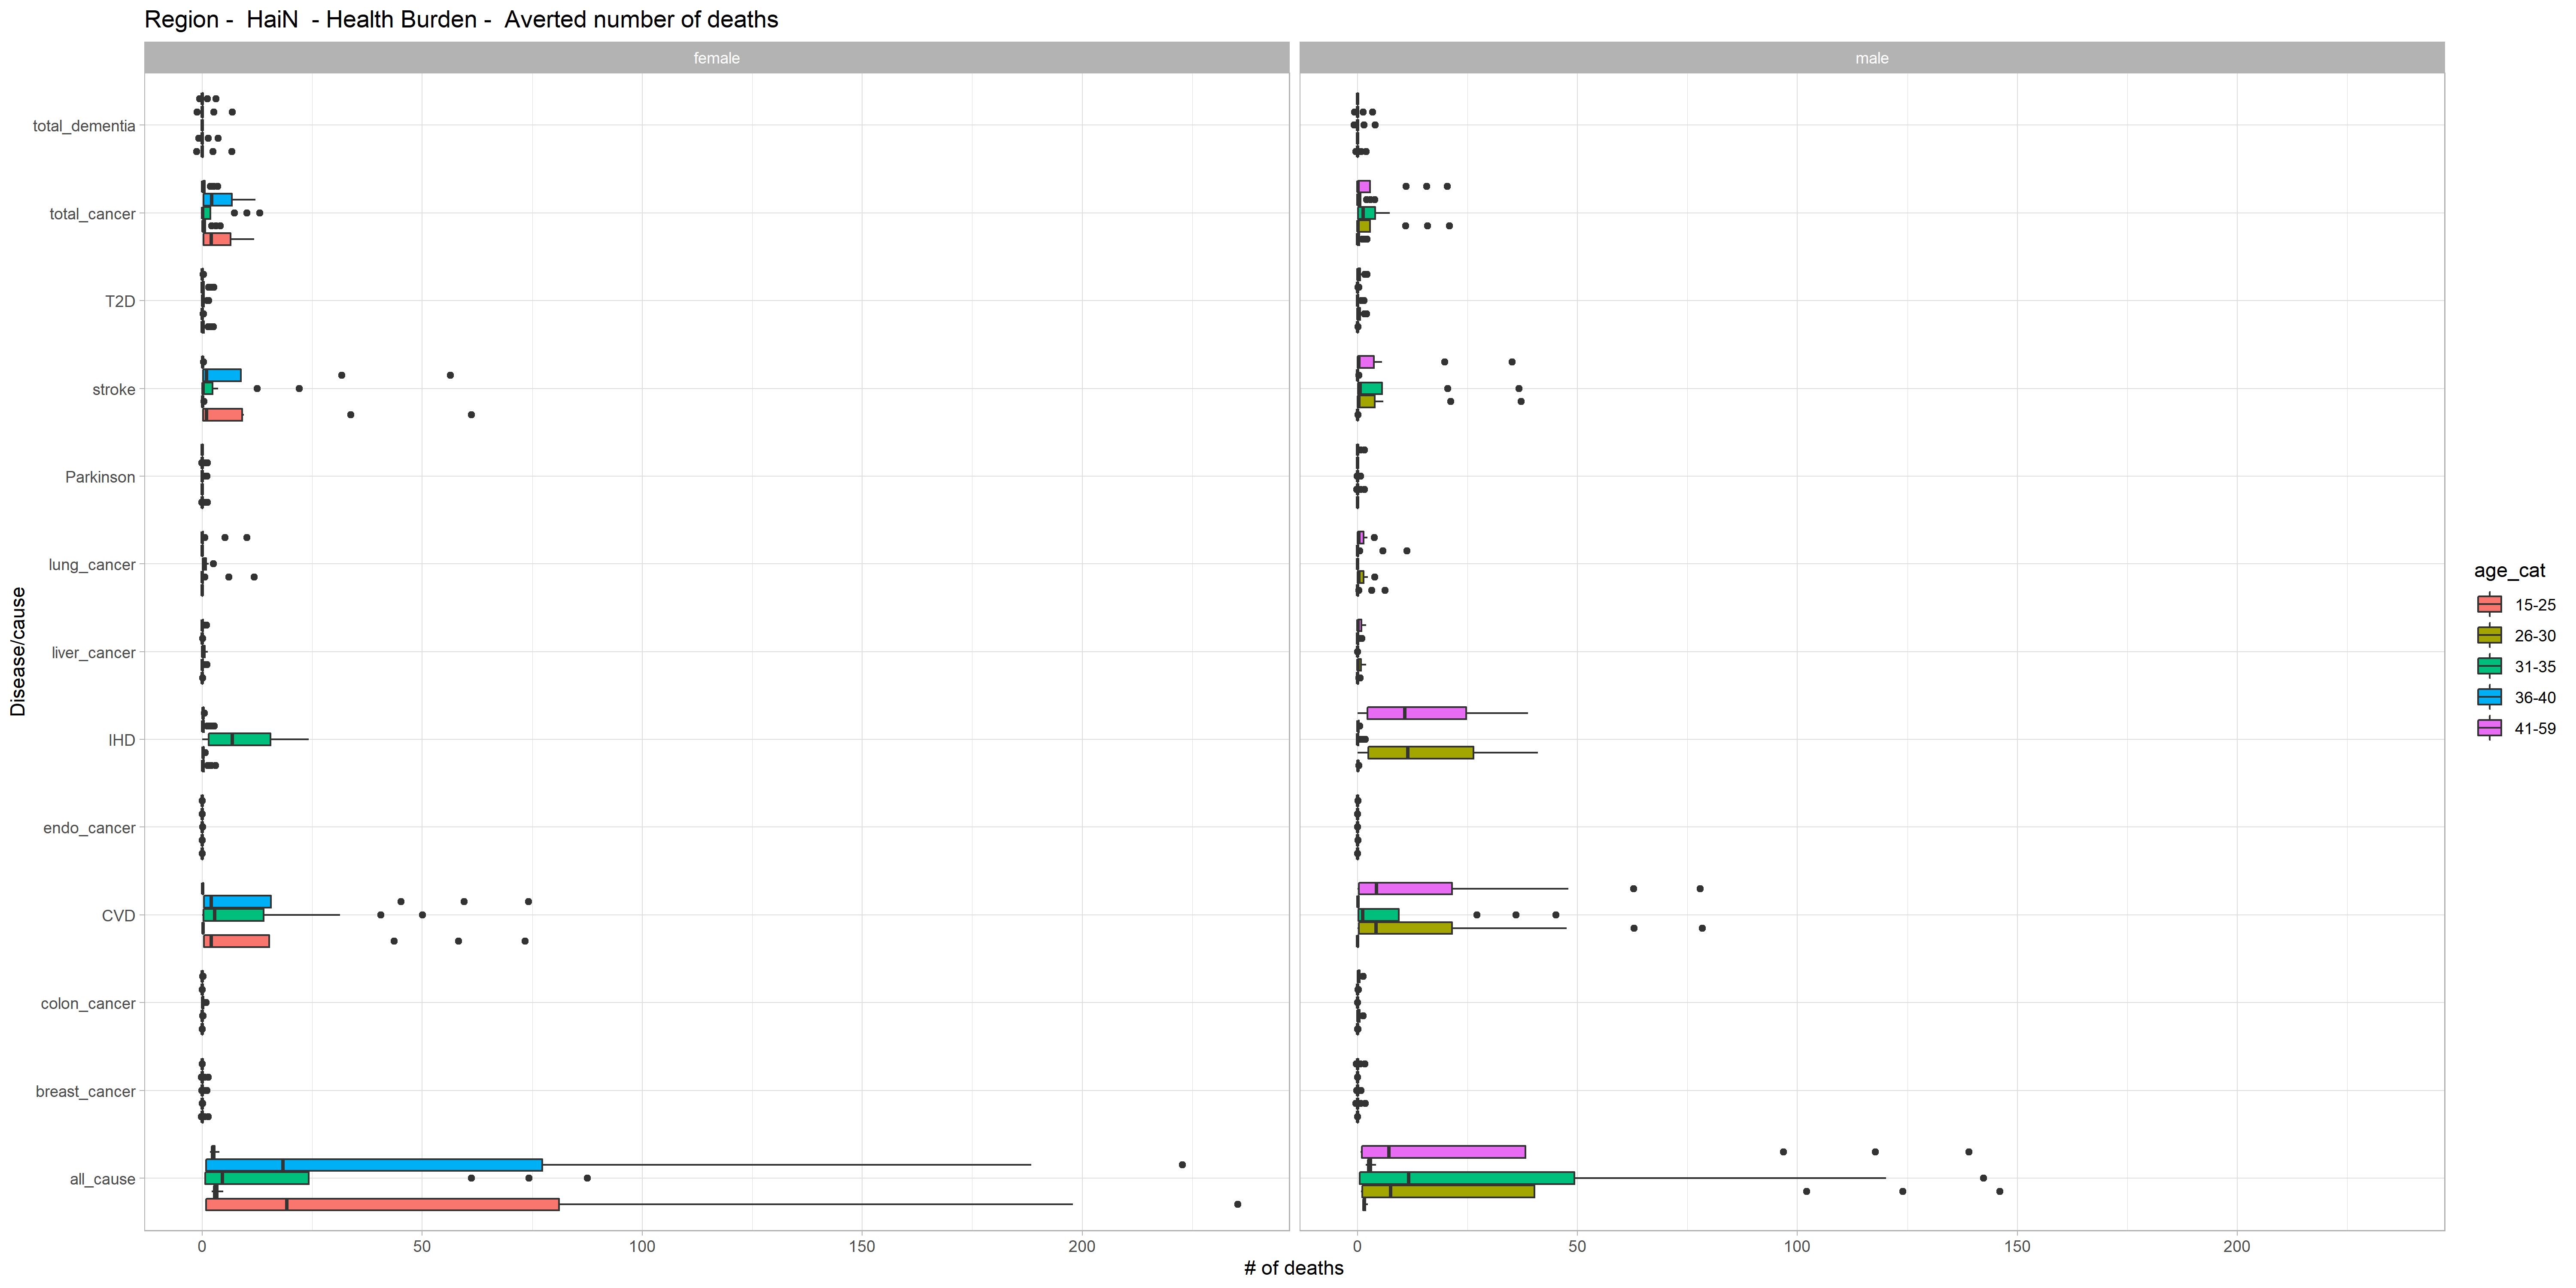 Region -  HaiN  - Health Burden -  Averted number of deaths
female
male
total_dementia
total_cancer
T2D
stroke
Parkinson
lung_cancer
liver_cancer
IHD
endo_cancer
CVD
colon_cancer
breast_cancer
all_cause
Disease/cause
0 50 100 150 200
0 50 100 150 200
# of deaths
age_cat
15-25
26-30
31-35
36-40
41-59